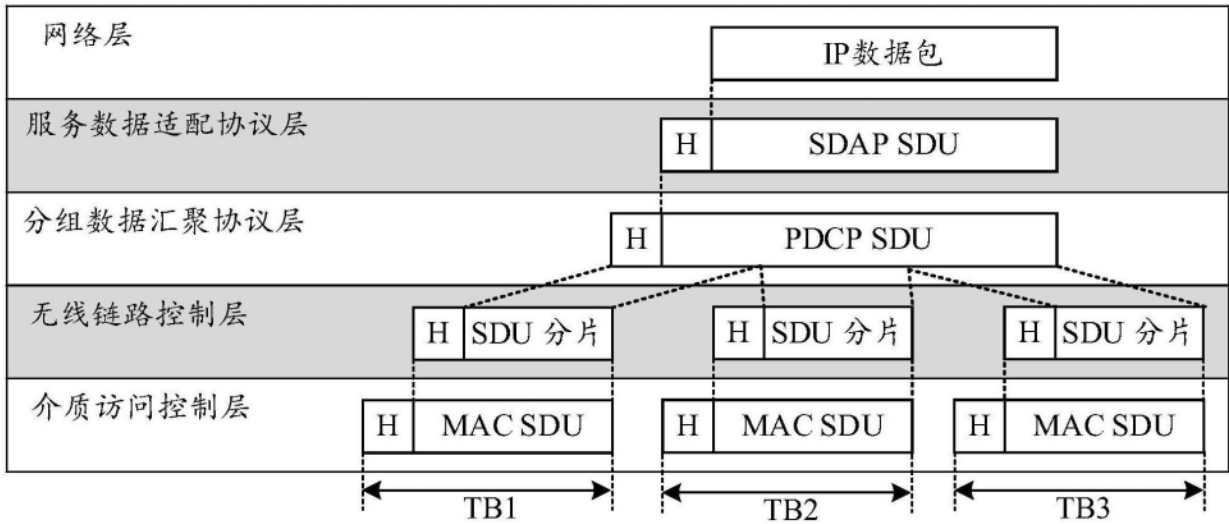 网络层
IP数据包
服务数据适配协议层
H
SDAP SDU
分组数据汇聚协议层
H
PDCP SDU
无线链路控制层
H
SDU 分片
H
SDU 分片
H
SDU 分片
介质访问控制层
H
MAC SDU
H
MAC SDU
H
MAC SDU
TB1
TB2
TB3